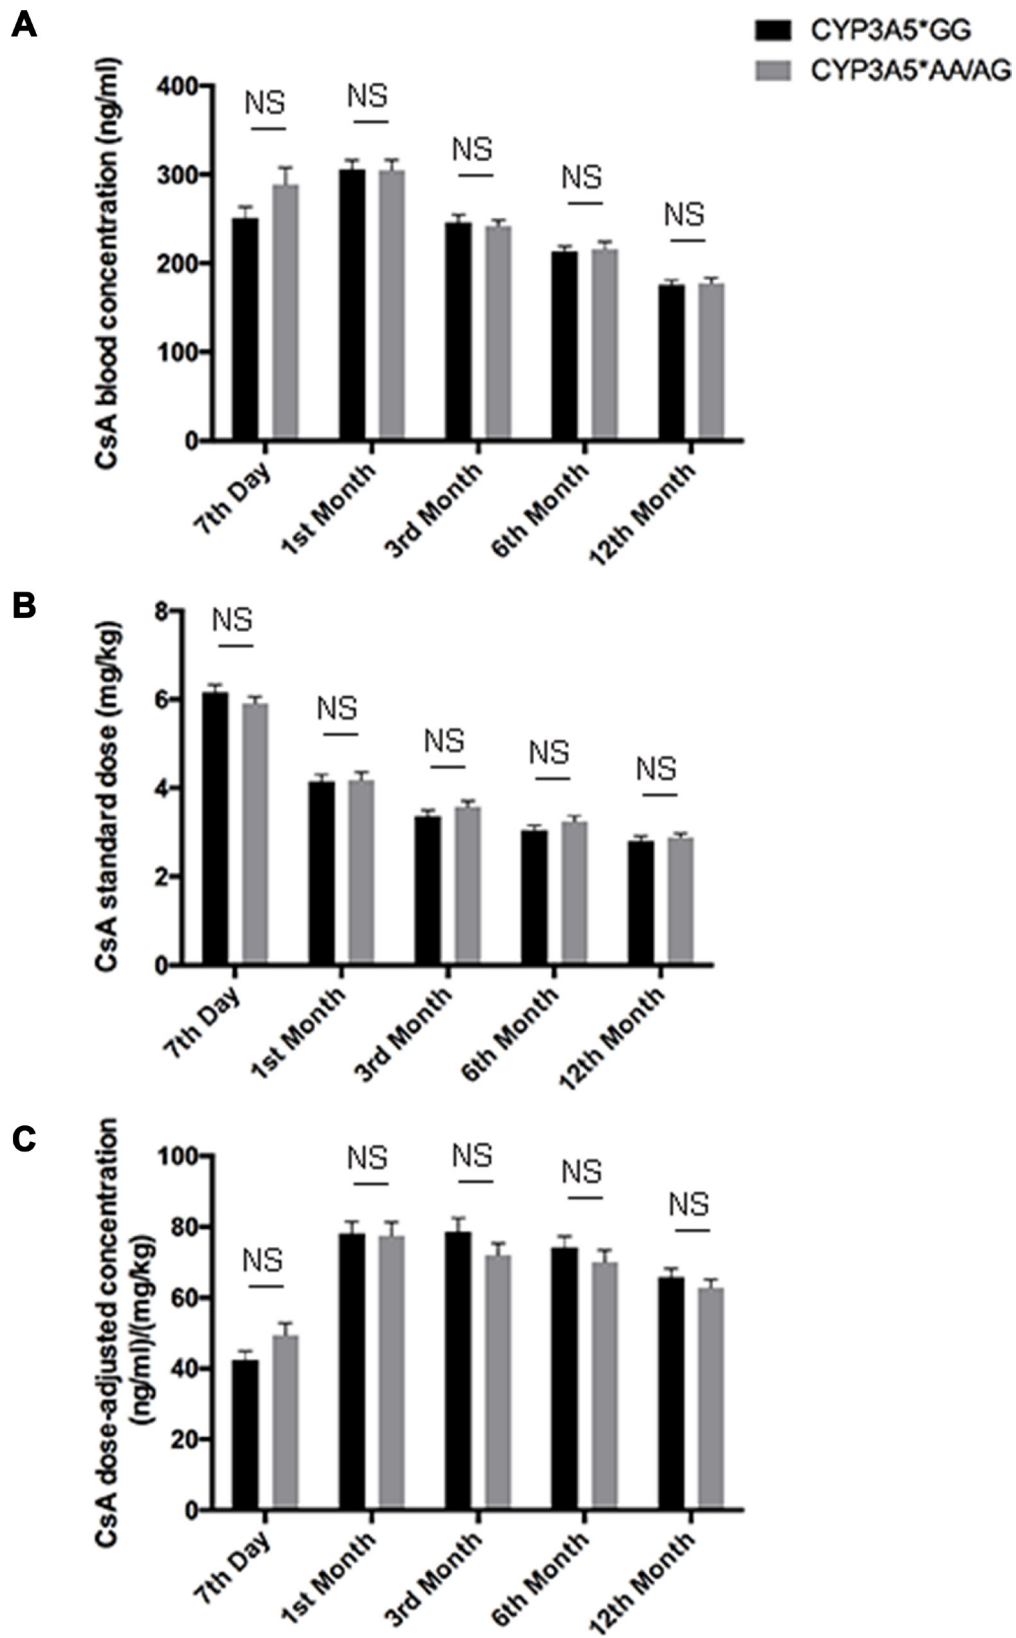 A
CYP3A5*GG
CYP3A5*AA/AG
CsA blood concentration (ng/ml)
400
300
200
100
0
NS
NS
NS
NS
NS
7th Day
1st Month
3rd Month
6th Month
12th Month
B
CsA standard dose (mg/kg)
8
6
4
2
0
NS
NS
NS
NS
NS
7th Day
1st Month
3rd Month
6th Month
12th Month
C
CsA dose-adjusted concentration
(ng/ml)/(mg/kg)
100
80
60
40
20
0
NS
NS
NS
NS
NS
7th Day
1st Month
3rd Month
6th Month
12th Month